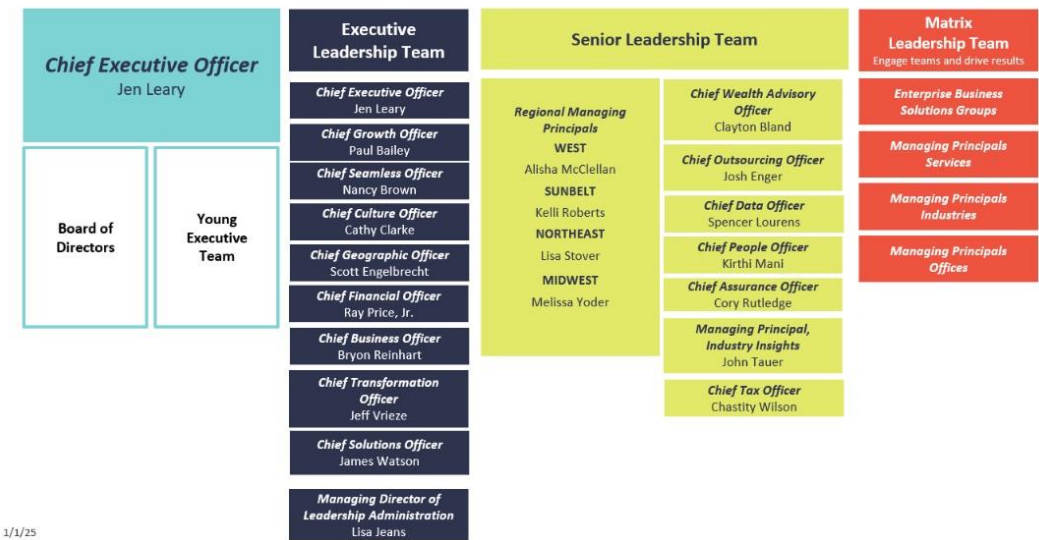 Chief Executive Officer
Jen Leary
Board of
Directors
Young
Executive
Team
Executive
Leadership Team
Chief Executive Officer
Jen Leary
Chief Growth Officer
Paul Bailey
Chief Seamless Officer
Nancy Brown
Chief Culture Officer
Cathy Clarke
Chief Geographic Officer
Scott Engelbrecht
Chief Financial Officer
Ray Price, Jr.
Chief Business Officer
Bryon Reinhart
Chief Transformation
Officer
Jeff Vrieze
Chief Solutions Officer
James Watson
Managing Director of
Leadership Administration
Lisa Jeans
Senior Leadership Team
Regional Managing
Principals
WEST
Alisha McClellan
SUNBELT
Kelli Roberts
NORTHEAST
Lisa Stover
MIDWEST
Melissa Yoder
Chief Wealth Advisory
Officer
Clayton Bland
Chief Outsourcing Officer
Josh Enger
Chief Data Officer
Spencer Lourens
Chief People Officer
Kirthi Mani
Chief Assurance Officer
Cory Rutledge
Managing Principal,
Industry Insights
John Tauer
Chief Tax Officer
Chastity Wilson
Matrix
Leadership Team
Engage teams and drive results
Enterprise Business
Solutions Groups
Managing Principals
Services
Managing Principals
Industries
Managing Principals
Offices
1/1/25